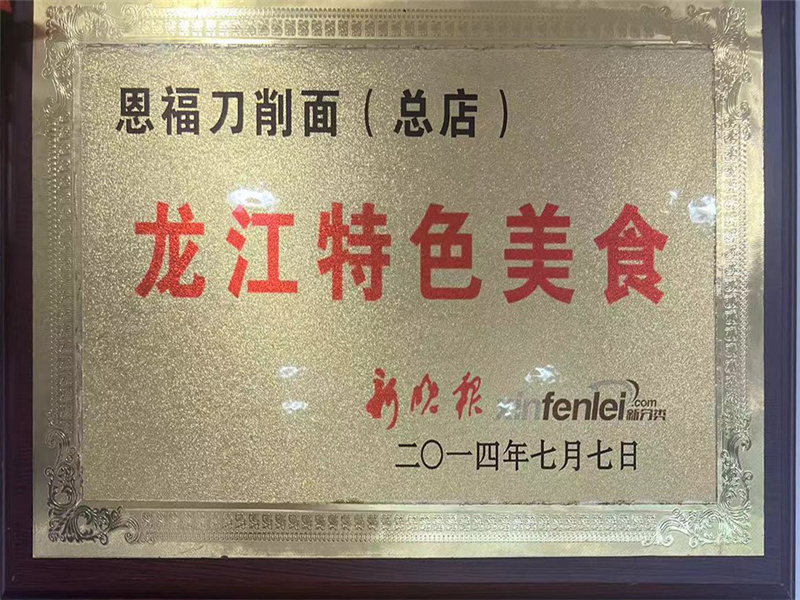 恩福刀削面（总店）
龙江特色美食
新晚报 xinfenlei.com 新分类
二〇一四年七月七日